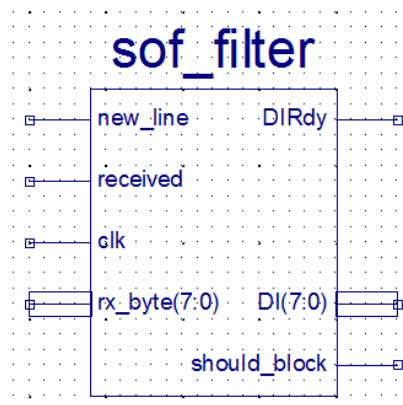 sof_filter
new_line DIRdy
received
clk
rx_byte(7:0) DI(7:0)
should_block